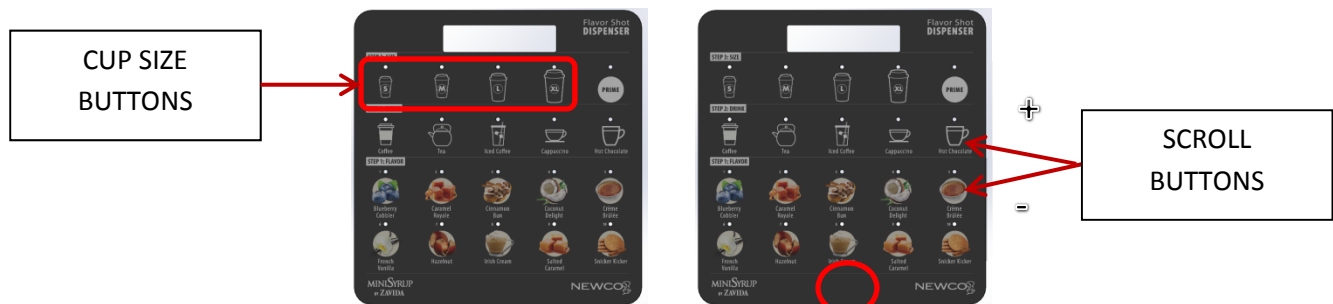 CUP SIZE
BUTTONS
Flavor Shot
DISPENSER
S M L XL PRIME
Coffee Tea Iced Coffee Cappuccino Hot Chocolate
STEP 1: FLAVOR
Blueberry Cobbler Caramel Royale Cinnamon Bun Coconut Delight Crème Brûlée
French Vanilla Hazelnut Irish Cream Salted Caramel Snicker Kicker
MINISYRUP
BY ZAVIDA
NEWCO
Flavor Shot
DISPENSER
STEP 3: SIZE
S M L XL PRIME
STEP 2: DRINK
Coffee Tea Iced Coffee Cappuccino Hot Chocolate
STEP 1: FLAVOR
Blueberry Cobbler Caramel Royale Cinnamon Bun Coconut Delight Crème Brûlée
French Vanilla Hazelnut Irish Cream Salted Caramel Snicker Kicker
MINISYRUP
BY ZAVIDA
NEWCO
+
-
SCROLL
BUTTONS